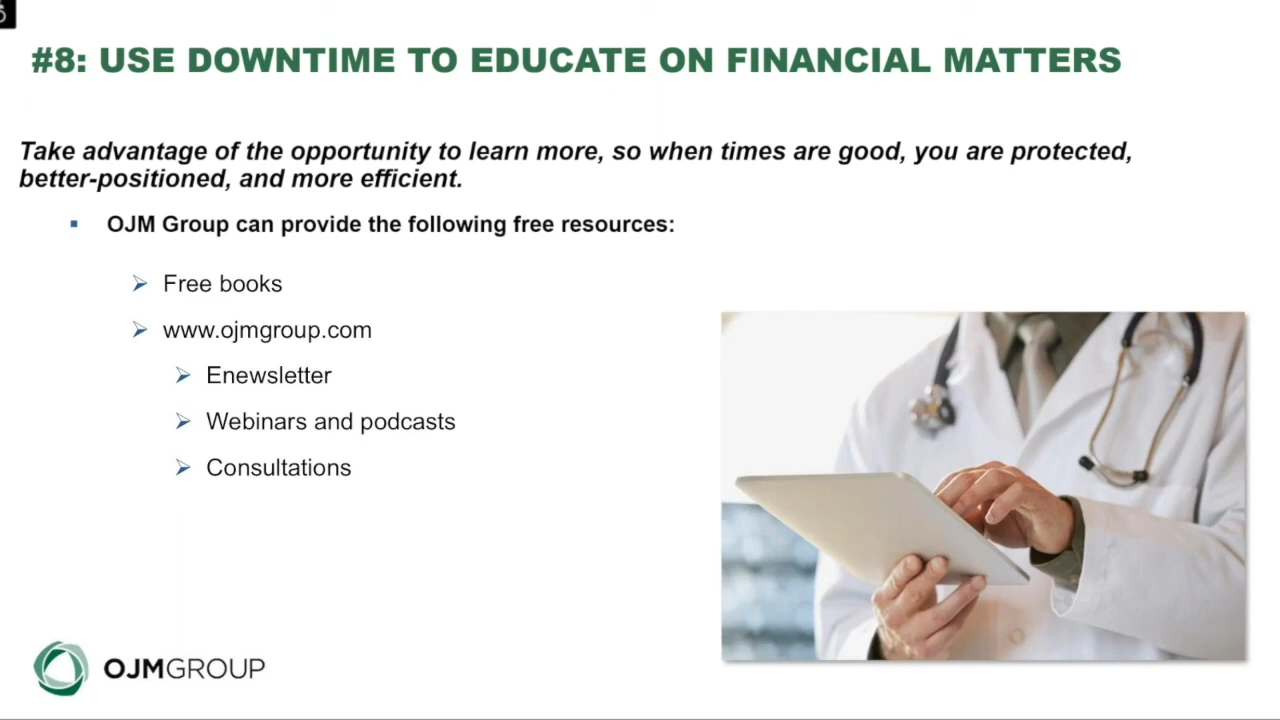 #8: USE DOWNTIME TO EDUCATE ON FINANCIAL MATTERS
Take advantage of the opportunity to learn more, so when times are good, you are protected,
better-positioned, and more efficient.
OJM Group can provide the following free resources:
Free books
www.ojmgroup.com
Enewsletter
Webinars and podcasts
Consultations
OJMGROUP